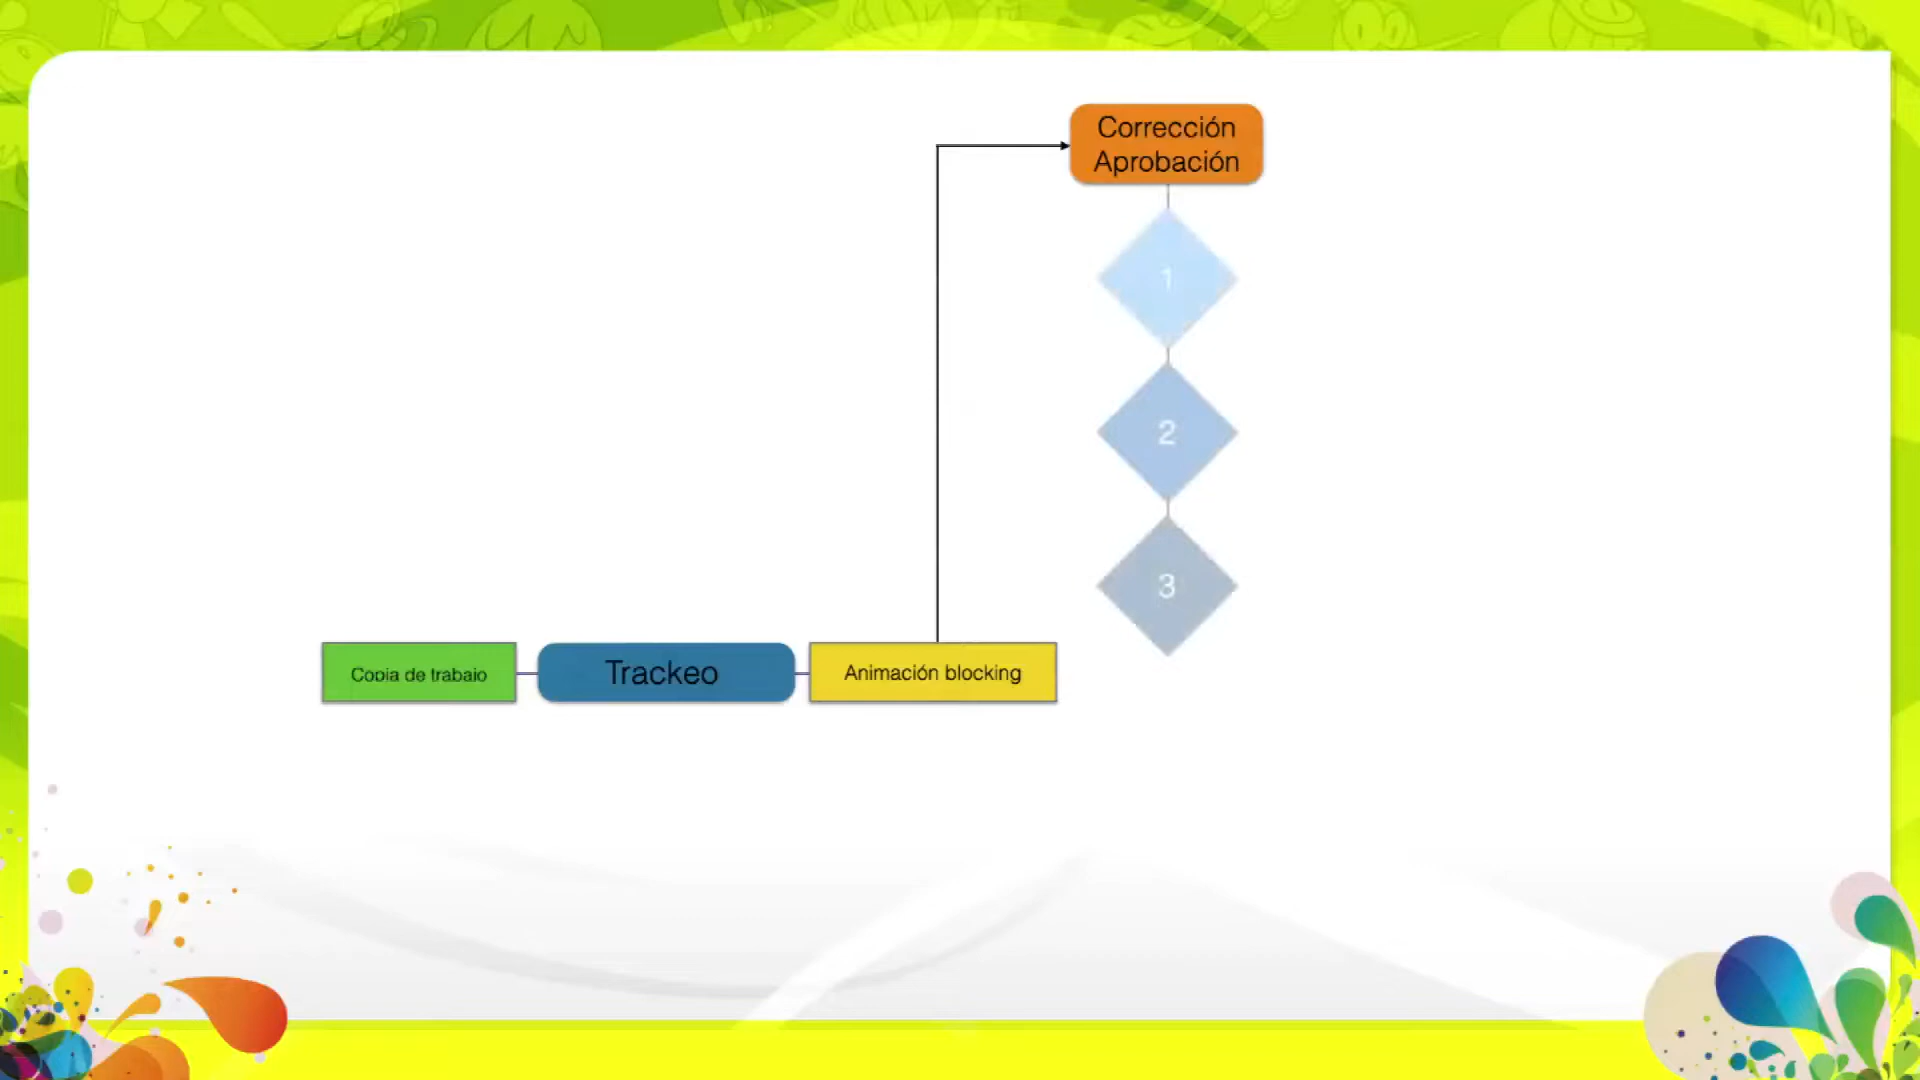 Corrección
Aprobación
1
2
3
Copia de trabajo
Trackeo
Animación blocking